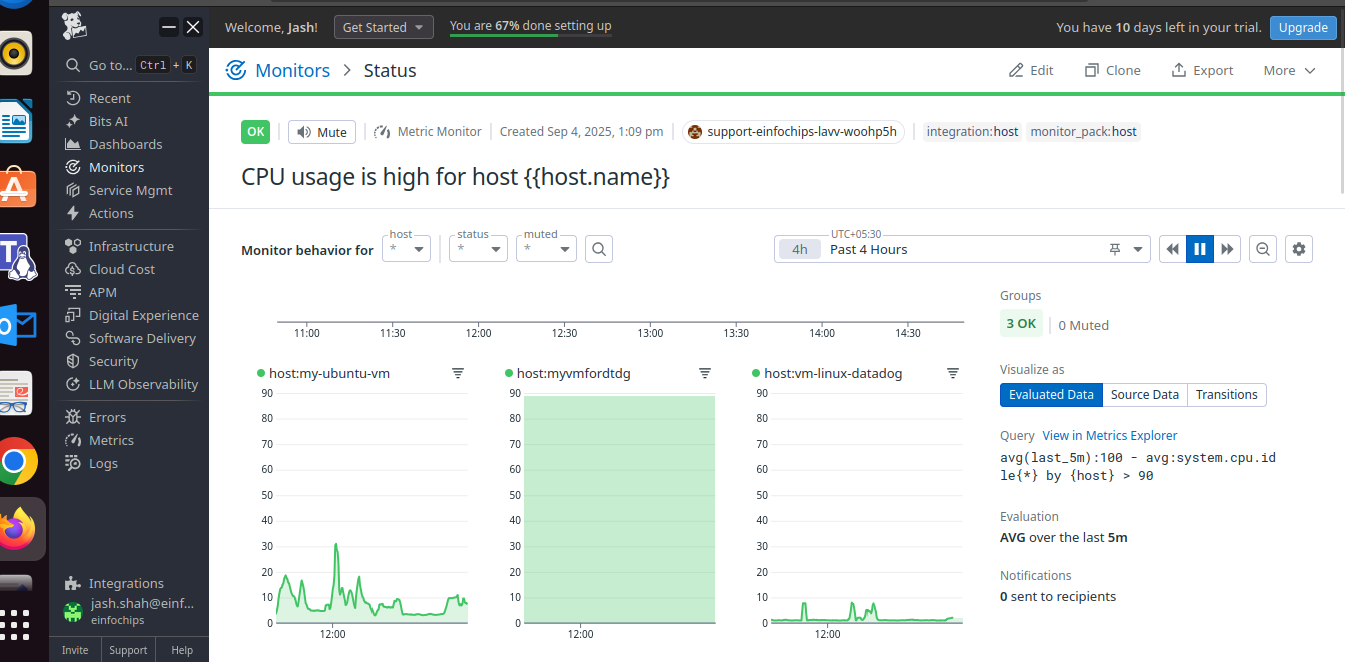 Welcome, Jash!
Get Started
You are 67% done setting up
You have 10 days left in your trial.
Upgrade
Go to... Ctrl + K
Recent
Bits AI
Dashboards
Monitors
Service Mgmt
Actions
Infrastructure
Cloud Cost
APM
Digital Experience
Software Delivery
Security
LLM Observability
Errors
Metrics
Logs
Integrations
jash.shah@einf...
einfochips
Invite
Support
Help
Monitors > Status
Edit
Clone
Export
More
OK
Mute
Metric Monitor
Created Sep 4, 2025, 1:09 pm
support-einfochips-lavv-woohp5h
integration:host
monitor_pack:host
CPU usage is high for host {{host.name}}
Monitor behavior for
host
*
status
*
muted
*
UTC+05:30
4h Past 4 Hours
11:00 11:30 12:00 12:30 13:00 13:30 14:00 14:30
host:my-ubuntu-vm
90
80
70
60
50
40
30
20
10
0
12:00
host:myvmfordtdg
90
80
70
60
50
40
30
20
10
0
12:00
host:vm-linux-datadog
90
80
70
60
50
40
30
20
10
0
12:00
Groups
3 OK
0 Muted
Visualize as
Evaluated Data
Source Data
Transitions
Query View in Metrics Explorer
avg(last_5m):100 - avg:system.cpu.id
le{*} by {host} > 90
Evaluation
AVG over the last 5m
Notifications
0 sent to recipients